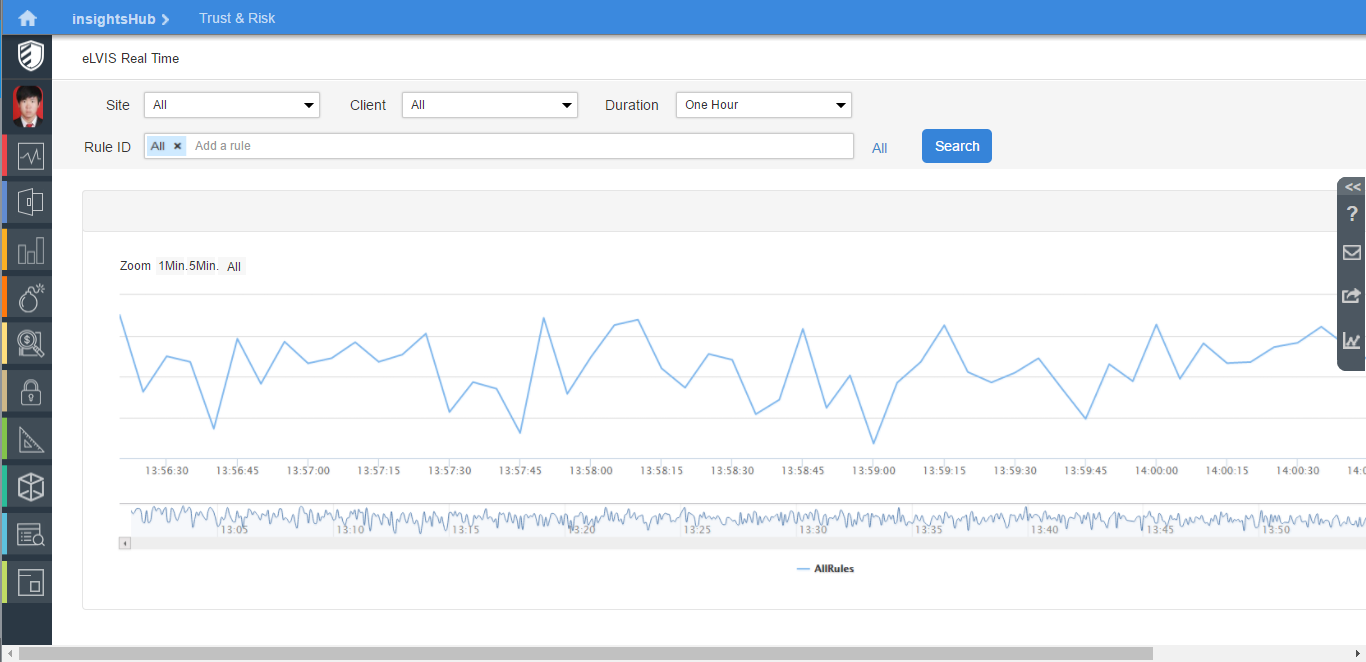 insightsHub Trust & Risk
eLVIS Real Time
Site All Client All Duration One Hour
Rule ID All × Add a rule All Search
<<
?
Zoom 1Min. 5Min. All
13:56:30 13:56:45 13:57:00 13:57:15 13:57:30 13:57:45 13:58:00 13:58:15 13:58:30 13:58:45 13:59:00 13:59:15 13:59:30 13:59:45 14:00:00 14:00:15 14:00:30 14:0
13:05 13:10 13:15 13:20 13:25 13:30 13:35 13:40 13:45 13:50
AllRules